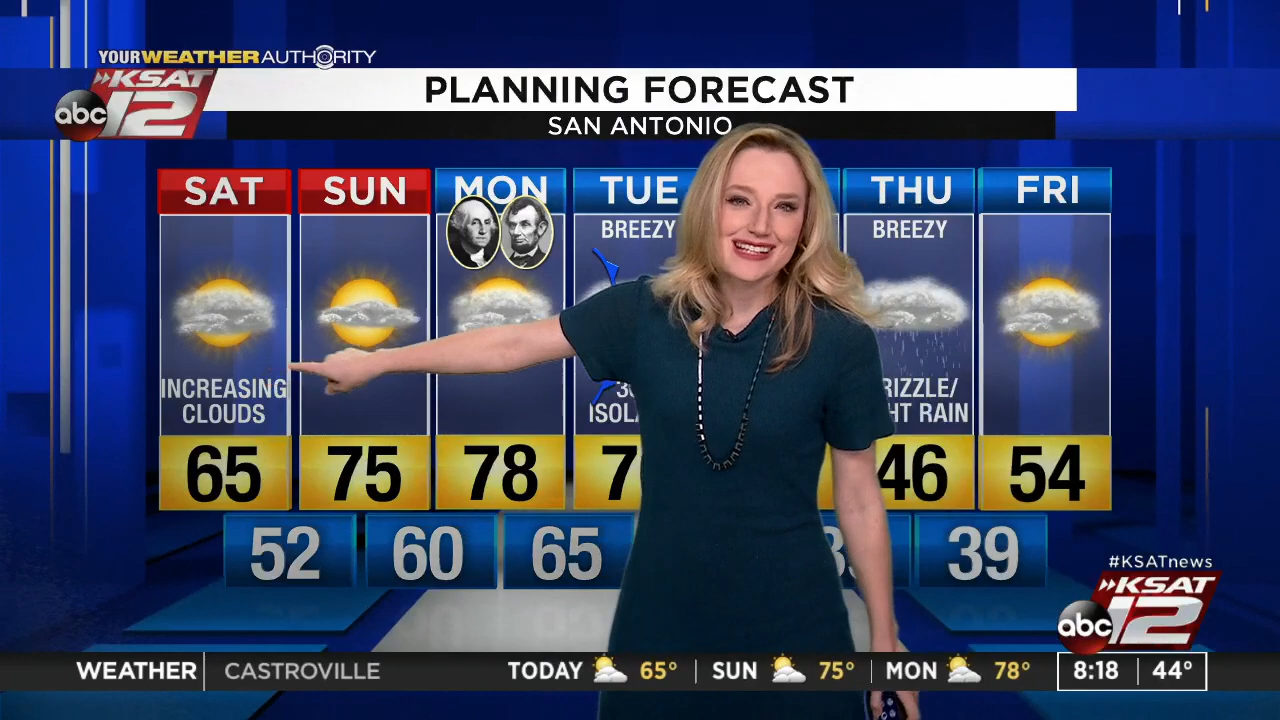 YOUR WEATHER AUTHORITY
KSAT
abc 12
PLANNING FORECAST
SAN ANTONIO
SAT SUN MON TUE THU FRI
BREEZY BREEZY
INCREASING
CLOUDS
65 75 78 46 54
52 60 65 39
#KSATnews
KSAT
abc 12
WEATHER CASTROVILLE TODAY 65° SUN 75° MON 78° 8:18 44°